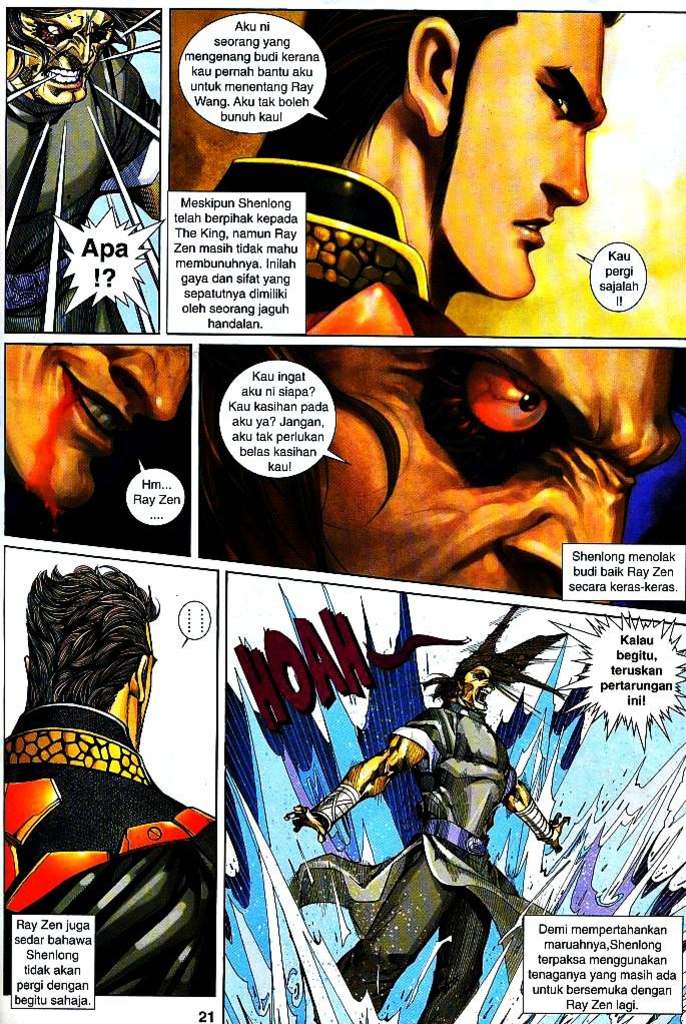 Apa
!?
Aku ni
seorang yang
mengenang budi kerana
kau pernah bantu aku
untuk menentang Ray
Wang. Aku tak boleh
bunuh kau!
Meskipun Shenlong
telah berpihak kepada
The King, namun Ray
Zen masih tidak mahu
membunuhnya. Inilah
gaya dan sifat yang
sepatutnya dimiliki
oleh seorang jaguh
handalan.
Kau
pergi
sajalah
!!
Hm...
Ray Zen
....
Kau ingat
aku ni siapa?
Kau kasihan pada
aku ya? Jangan,
aku tak perlukan
belas kasihan
kau!
Shenlong menolak
budi baik Ray Zen
secara keras-keras.
......
Ray Zen juga
sedar bahawa
Shenlong
tidak akan
pergi dengan
begitu sahaja.
HOAH
Kalau
begitu,
teruskan
pertarungan
ini!
Demi mempertahankan
maruahnya,Shenlong
terpaksa menggunakan
tenaganya yang masih ada
untuk bersemuka dengan
Ray Zen lagi.
21